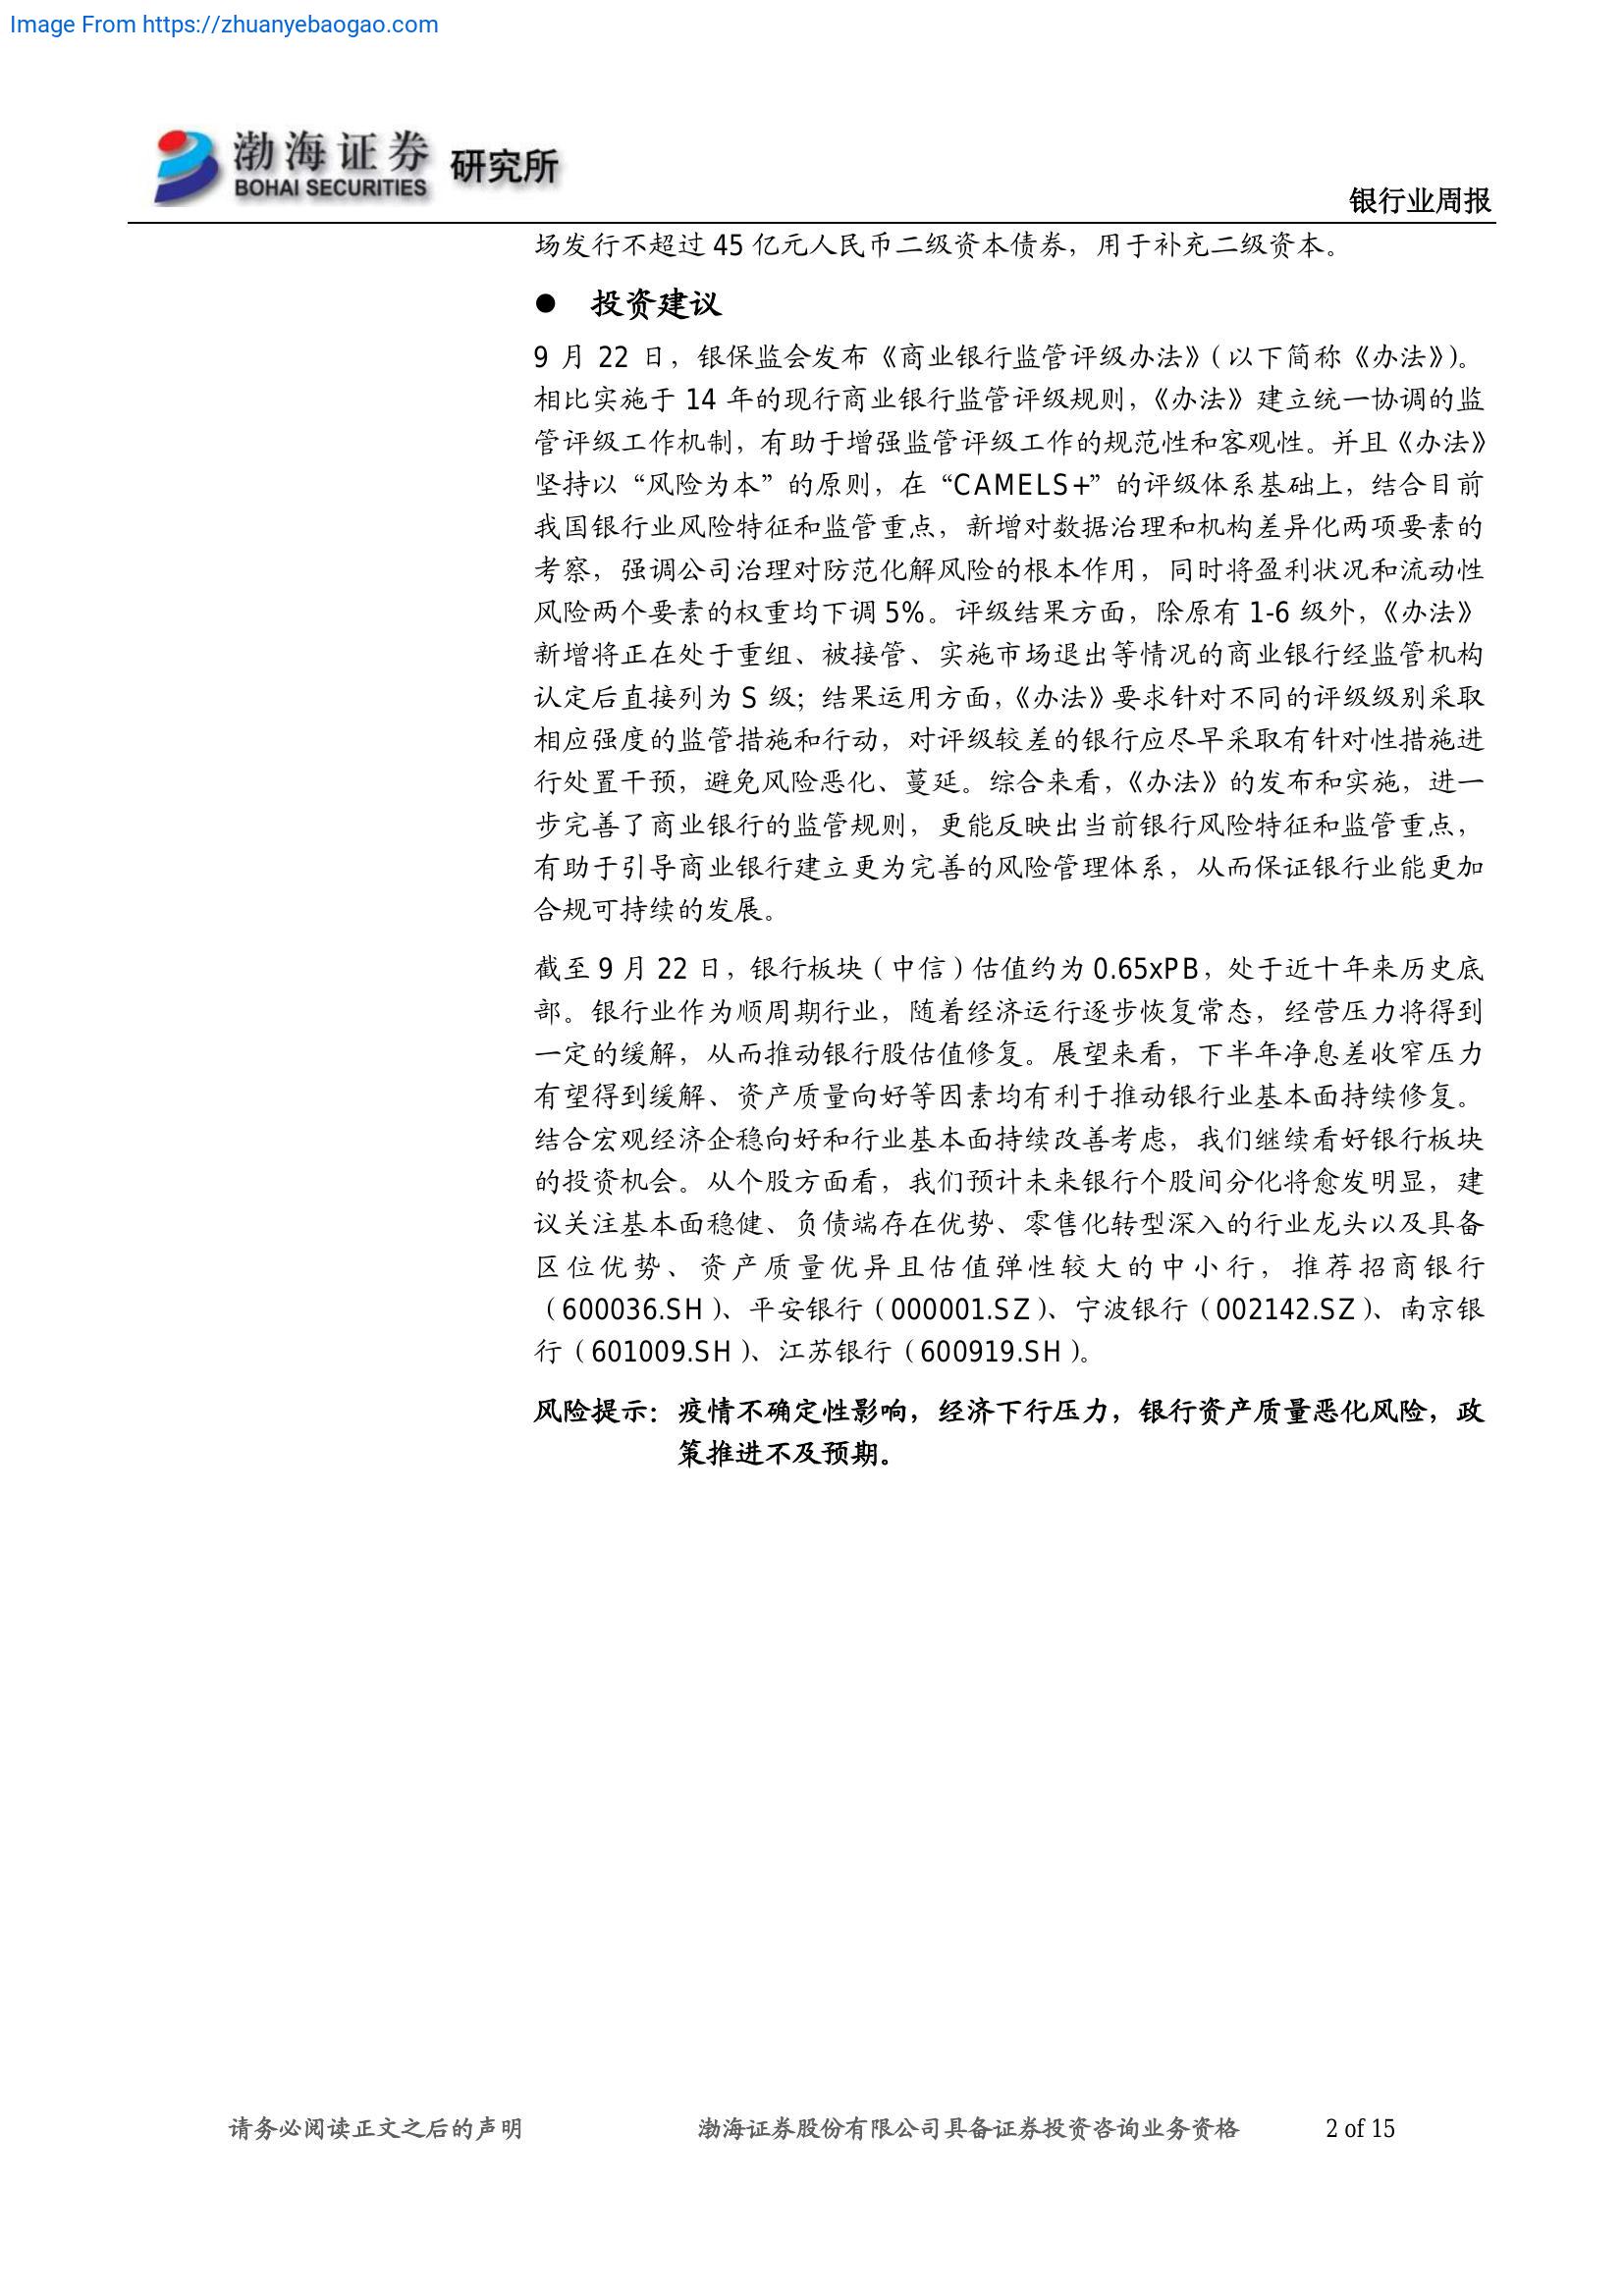 Image From https://zhuanyebaogao.com
渤海证券 研究所
BOHAI SECURITIES
银行业周报
场发行不超过 45 亿元人民币二级资本债券，用于补充二级资本。
● 投资建议
9 月 22 日，银保监会发布《商业银行监管评级办法》（以下简称《办法》）。
相比实施于 14 年的现行商业银行监管评级规则，《办法》建立统一协调的监
管评级工作机制，有助于增强监管评级工作的规范性和客观性。并且《办法》
坚持以“风险为本”的原则，在“CAMELS+”的评级体系基础上，结合目前
我国银行业风险特征和监管重点，新增对数据治理和机构差异化两项要素的
考察，强调公司治理对防范化解风险的根本作用，同时将盈利状况和流动性
风险两个要素的权重均下调 5%。评级结果方面，除原有 1-6 级外，《办法》
新增将正在处于重组、被接管、实施市场退出等情况的商业银行经监管机构
认定后直接列为 S 级；结果运用方面，《办法》要求针对不同的评级级别采取
相应强度的监管措施和行动，对评级较差的银行应尽早采取有针对性措施进
行处置干预，避免风险恶化、蔓延。综合来看，《办法》的发布和实施，进一
步完善了商业银行的监管规则，更能反映出当前银行风险特征和监管重点，
有助于引导商业银行建立更为完善的风险管理体系，从而保证银行业能更加
合规可持续的发展。
截至 9 月 22 日，银行板块（中信）估值约为 0.65xPB，处于近十年来历史底
部。银行业作为顺周期行业，随着经济运行逐步恢复常态，经营压力将得到
一定的缓解，从而推动银行股估值修复。展望来看，下半年净息差收窄压力
有望得到缓解、资产质量向好等因素均有利于推动银行业基本面持续修复。
结合宏观经济企稳向好和行业基本面持续改善考虑，我们继续看好银行板块
的投资机会。从个股方面看，我们预计未来银行个股间分化将愈发明显，建
议关注基本面稳健、负债端存在优势、零售化转型深入的行业龙头以及具备
区位优势、资产质量优异且估值弹性较大的中小行，推荐招商银行
（600036.SH）、平安银行（000001.SZ）、宁波银行（002142.SZ）、南京银
行（601009.SH）、江苏银行（600919.SH）。
风险提示：疫情不确定性影响，经济下行压力，银行资产质量恶化风险，政
策推进不及预期。
请务必阅读正文之后的声明 渤海证券股份有限公司具备证券投资咨询业务资格 2 of 15